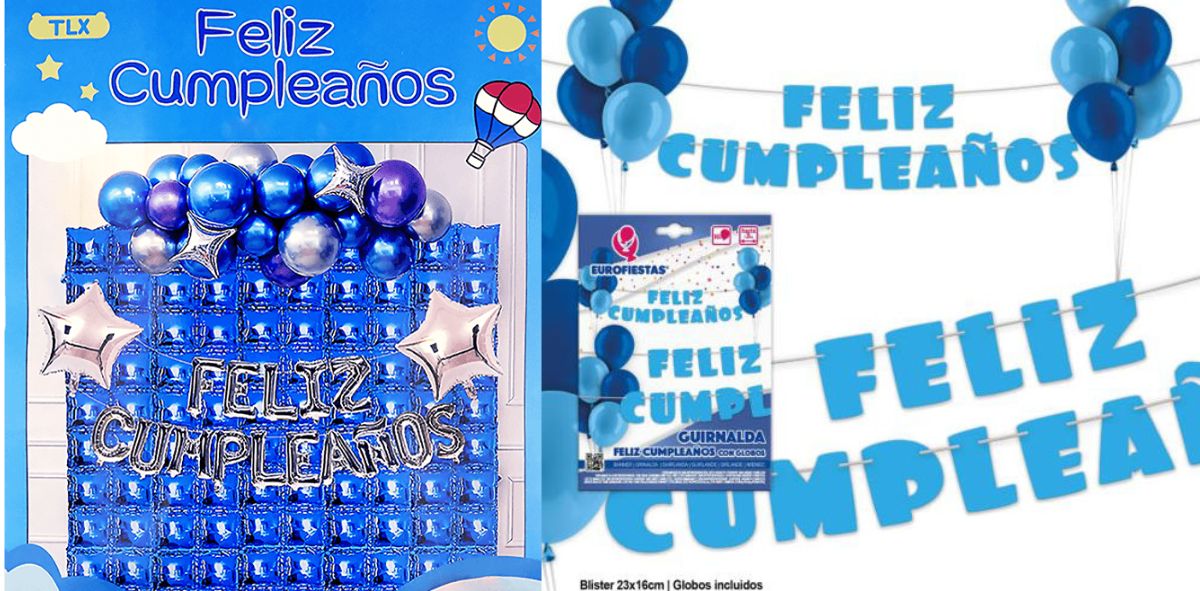 TLX
Feliz
Cumpleaños
FELIZ
CUMPLEAÑOS
FELIZ
CUMPLEAÑOS
EUROFIESTAS
FELIZ
CUMPLEAÑOS
FELIZ
CUMPL
GUIRNALDA
FELIZ CUMPLEAÑOS CON GLOBOS
FELIZ
CUMPLEAÑ
Blister 23x16cm | Globos incluidos